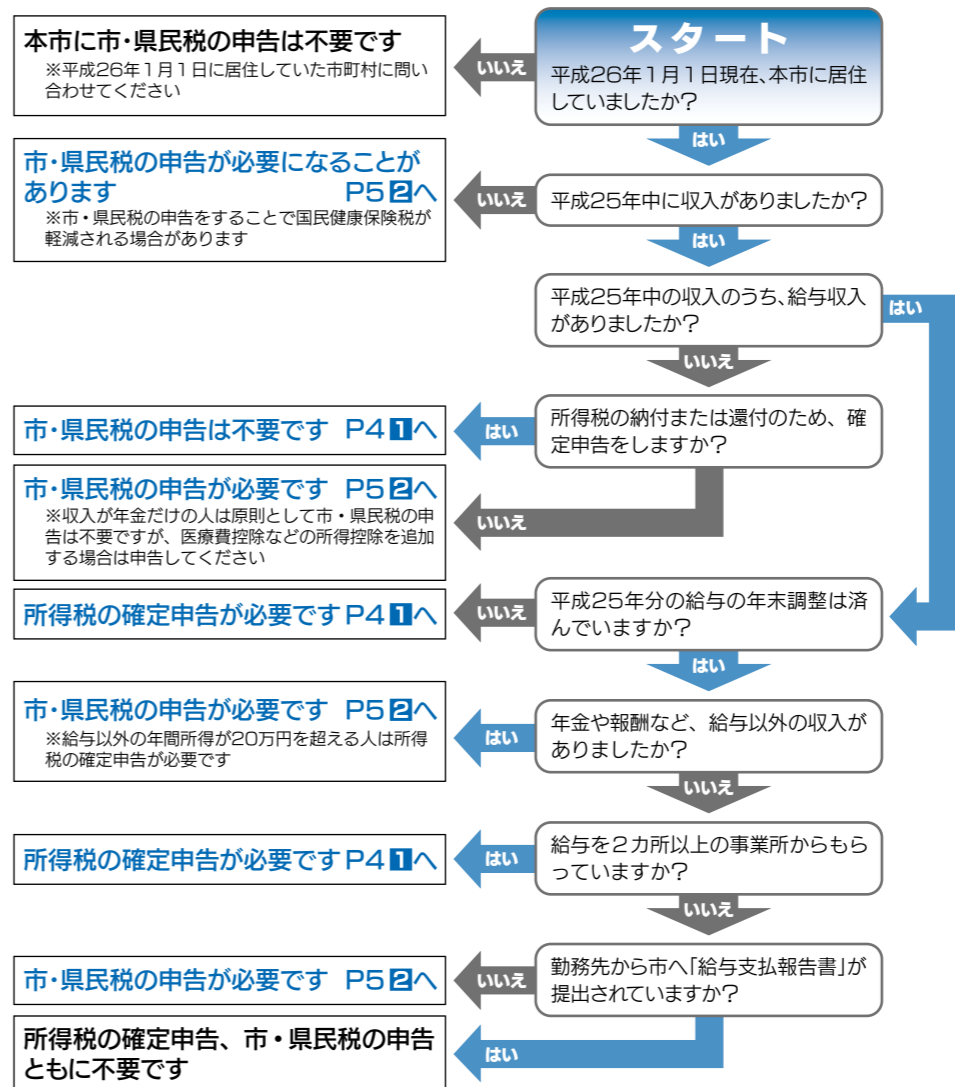 スタート
平成26年1月1日現在、本市に居住
していましたか?
いいえ
本市に市・県民税の申告は不要です
※平成26年1月1日に居住していた市町村に問い
合わせてください
はい
平成25年中に収入がありましたか?
いいえ
市・県民税の申告が必要になることが
あります P5 2へ
※市・県民税の申告をすることで国民健康保険税が
軽減される場合があります
はい
平成25年中の収入のうち、給与収入
がありましたか?
はい
いいえ
所得税の納付または還付のため、確
定申告をしますか?
はい
市・県民税の申告は不要です P4 1へ
いいえ
市・県民税の申告が必要です P5 2へ
※収入が年金だけの人は原則として市・県民税の申
告は不要ですが、医療費控除などの所得控除を追加
する場合は申告してください
平成25年分の給与の年末調整は済
んでいますか?
いいえ
所得税の確定申告が必要です P4 1へ
はい
年金や報酬など、給与以外の収入が
ありましたか?
はい
市・県民税の申告が必要です P5 2へ
※給与以外の年間所得が20万円を超える人は所得
税の確定申告が必要です
いいえ
給与を2カ所以上の事業所からもら
っていますか?
はい
所得税の確定申告が必要です P4 1へ
いいえ
勤務先から市へ「給与支払報告書」が
提出されていますか?
いいえ
市・県民税の申告が必要です P5 2へ
はい
所得税の確定申告、市・県民税の申告
ともに不要です